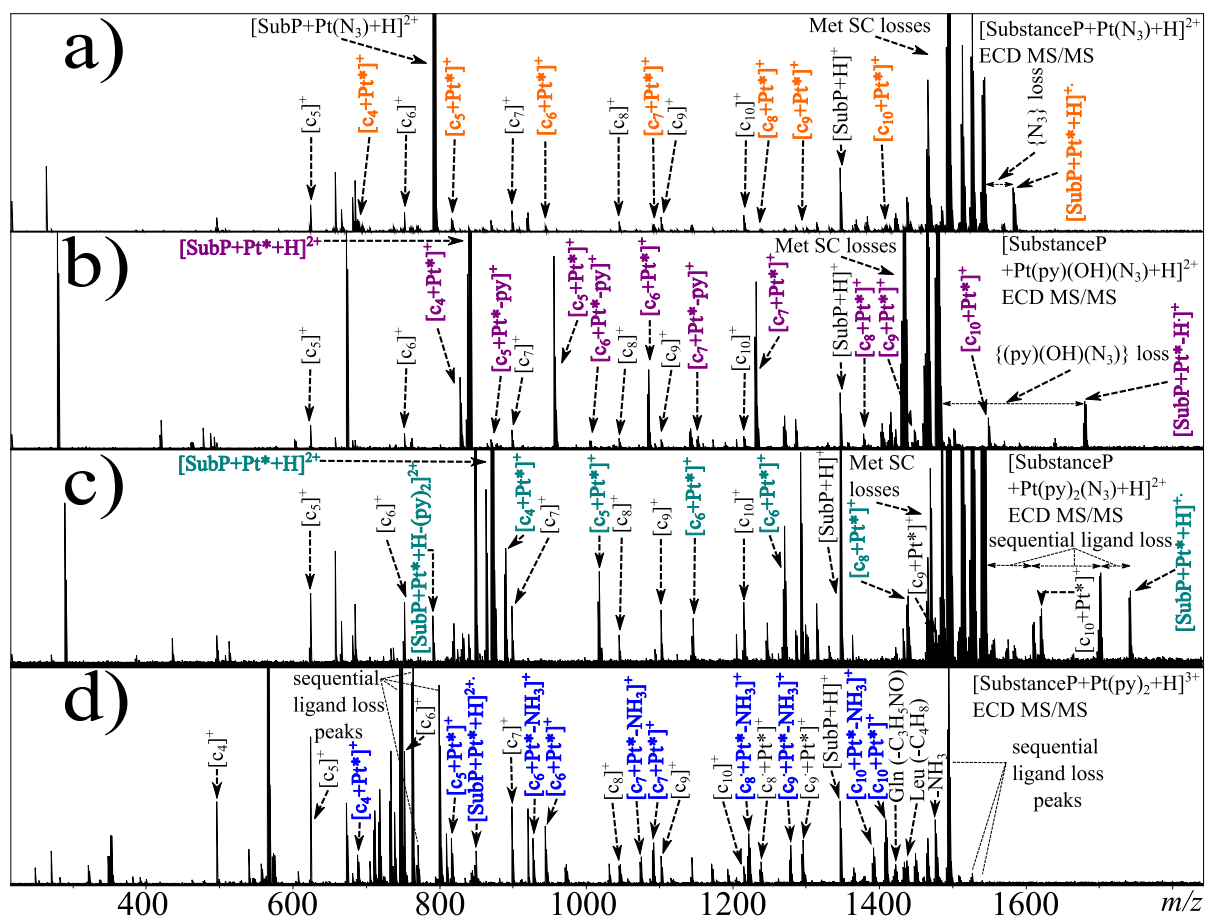 a)
[SubP+Pt(N₃)+H]²⁺
Met SC losses
[SubstanceP+Pt(N₃)+H]²⁺
ECD MS/MS
{N₃} loss
[c₅]⁺
[c₄+Pt*]⁺
[c₆]⁺
[c₅+Pt*]⁺
[c₇]⁺
[c₆+Pt*]⁺
[c₈]⁺
[c₇+Pt*]⁺
[c₉]⁺
[c₁₀]⁺
[c₈+Pt*]⁺
[c₉+Pt*]⁺
[SubP+H]⁺
[c₁₀+Pt*]⁺
[SubP+Pt*+H]⁺·
b)
[SubP+Pt*+H]²⁺
Met SC losses
[SubstanceP
+Pt(py)(OH)(N₃)+H]²⁺
ECD MS/MS
{(py)(OH)(N₃)} loss
[c₅]⁺
[c₆]⁺
[c₄+Pt*]⁺
[c₅+Pt*-py]⁺
[c₇]⁺
[c₅+Pt*]⁺
[c₆+Pt*-py]⁺
[c₈]⁺
[c₆+Pt*]⁺
[c₉]⁺
[c₇+Pt*-py]⁺
[c₁₀]⁺
[c₇+Pt*]⁺
[SubP+H]⁺
[c₈+Pt*]⁺
[c₉+Pt*]⁺
[c₁₀+Pt*]⁺
[SubP+Pt*-H·]⁺
c)
[SubP+Pt*+H]²⁺
Met SC
losses
[SubstanceP
+Pt(py)₂(N₃)+H]²⁺
ECD MS/MS
sequential ligand loss
[c₅]⁺
[c₆]⁺
[SubP+Pt*+H-(py)₂]²⁺
[c₄+Pt*]⁺
[c₇]⁺
[c₅+Pt*]⁺
[c₈]⁺
[c₉]⁺
[c₆+Pt*]⁺
[c₁₀]⁺
[c₆+Pt*]⁺
[SubP+H]⁺
[c₈+Pt*]⁺
[c₉+Pt*]⁺
[c₁₀+Pt*]⁺
[SubP+Pt*+H]⁺·
d)
sequential
ligand loss
peaks
[SubstanceP+Pt(py)₂+H]³⁺
ECD MS/MS
sequential
ligand loss
peaks
[c₄]⁺
[c₅]⁺
[c₄+Pt*]⁺
[c₆]⁺
[c₅+Pt*]⁺
[SubP+Pt*+H]²⁺·
[c₇]⁺
[c₆+Pt*-NH₃]⁺
[c₆+Pt*]⁺
[c₈]⁺
[c₇+Pt*-NH₃]⁺
[c₇+Pt*]⁺
[c₉]⁺
[c₁₀]⁺
[c₈+Pt*-NH₃]⁺
[c₈+Pt*]⁺
[c₉+Pt*-NH₃]⁺
[c₉+Pt*]⁺
[SubP+H]⁺
[c₁₀+Pt*-NH₃]⁺
[c₁₀+Pt*]⁺
Gln (-C₃H₅NO)
Leu (-C₄H₈)
-NH₃
400 600 800 1000 1200 1400 1600 m/z